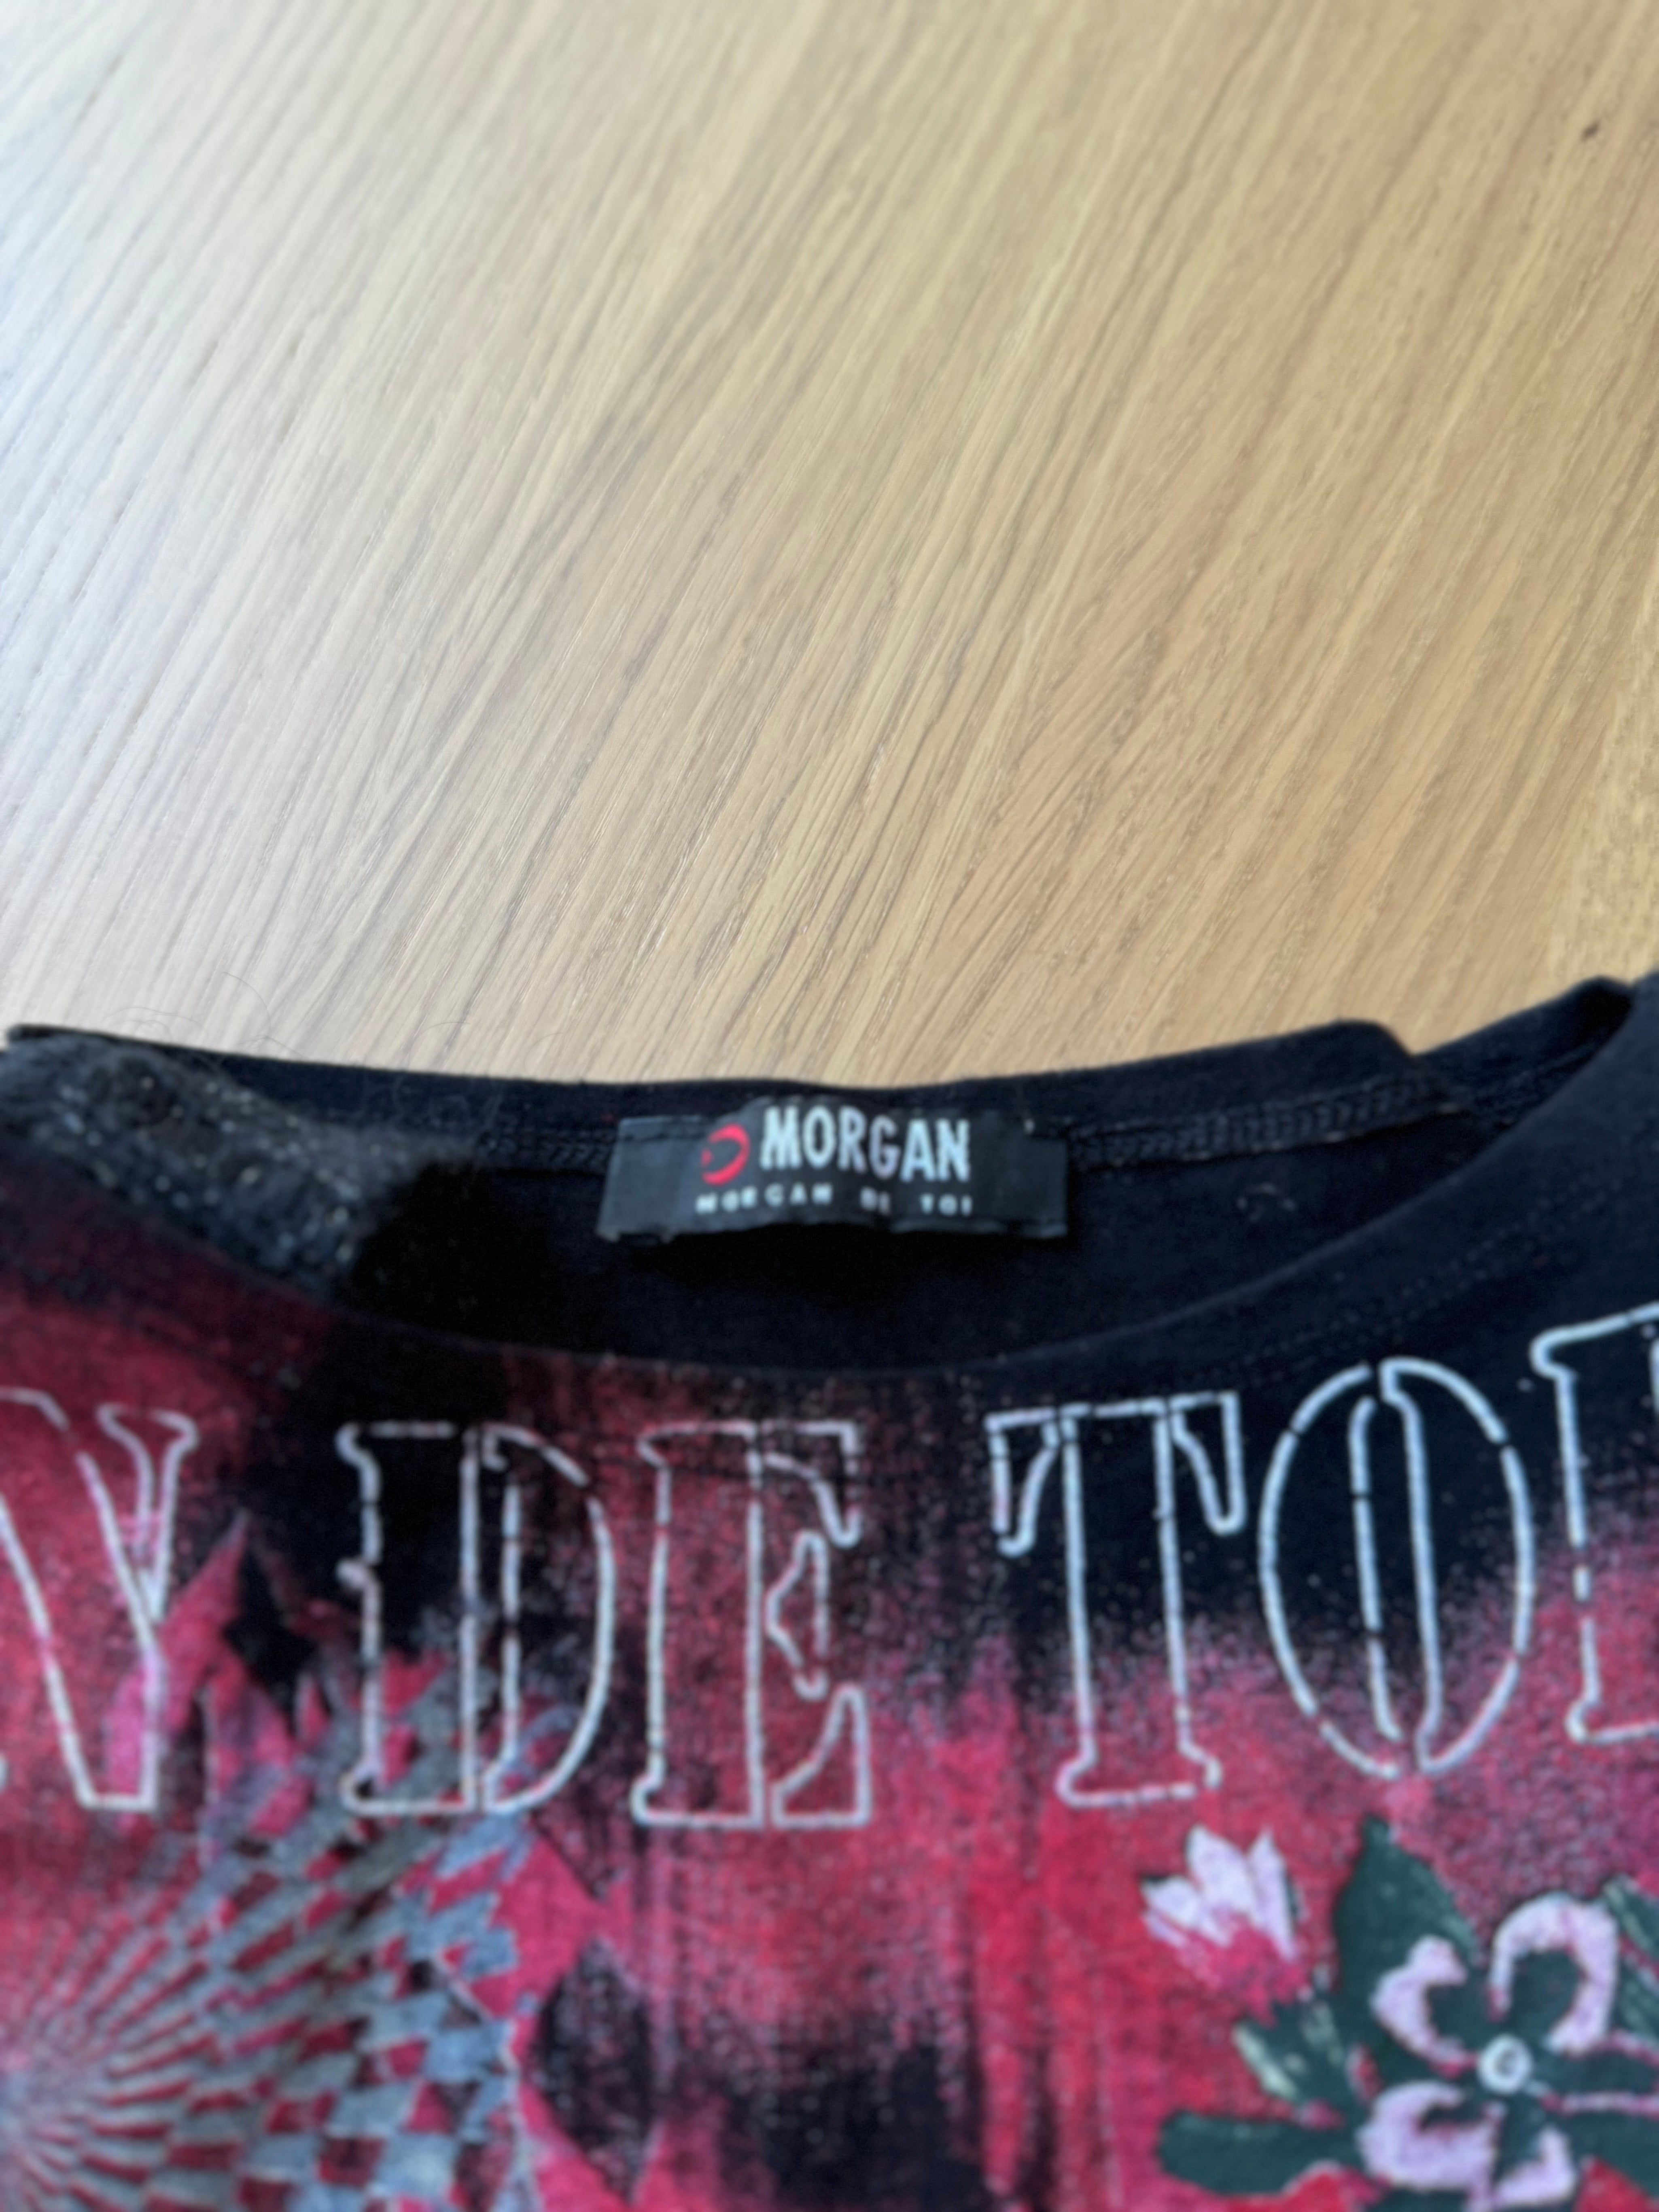 MORGAN
MORGAN DE TOI
N DE TOI